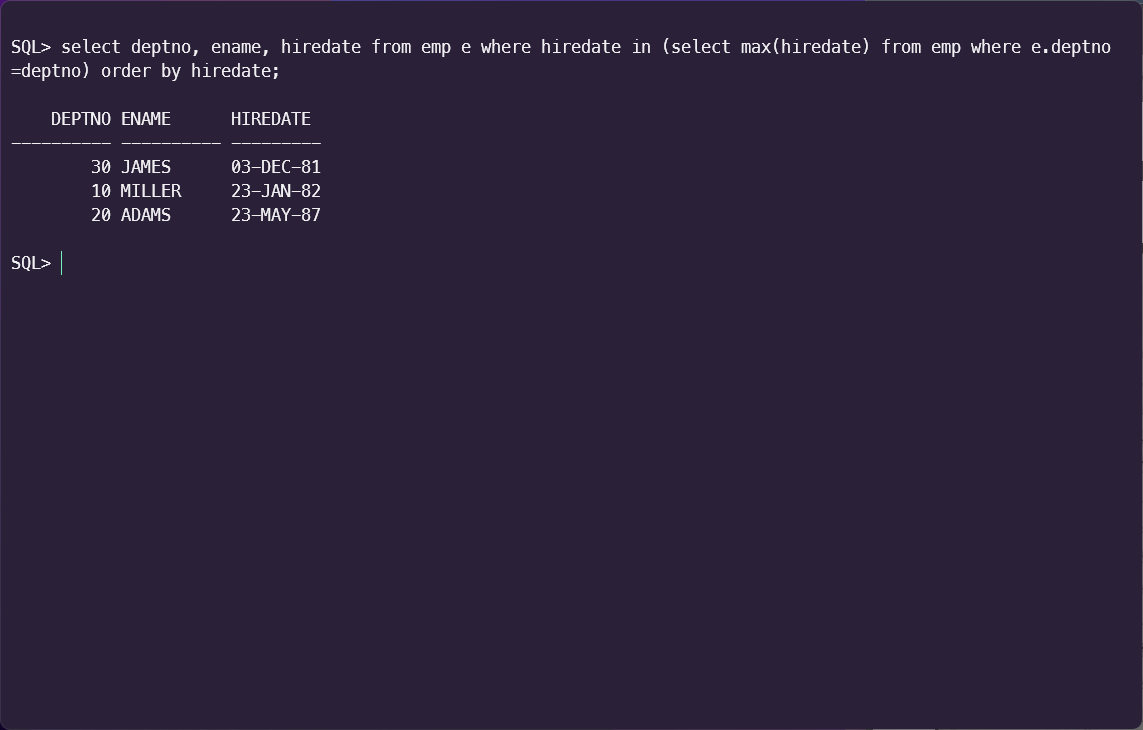 SQL> select deptno, ename, hiredate from emp e where hiredate in (select max(hiredate) from emp where e.deptno
=deptno) order by hiredate;
    DEPTNO ENAME      HIREDATE
---------- ---------- ---------
        30 JAMES      03-DEC-81
        10 MILLER     23-JAN-82
        20 ADAMS      23-MAY-87
SQL>